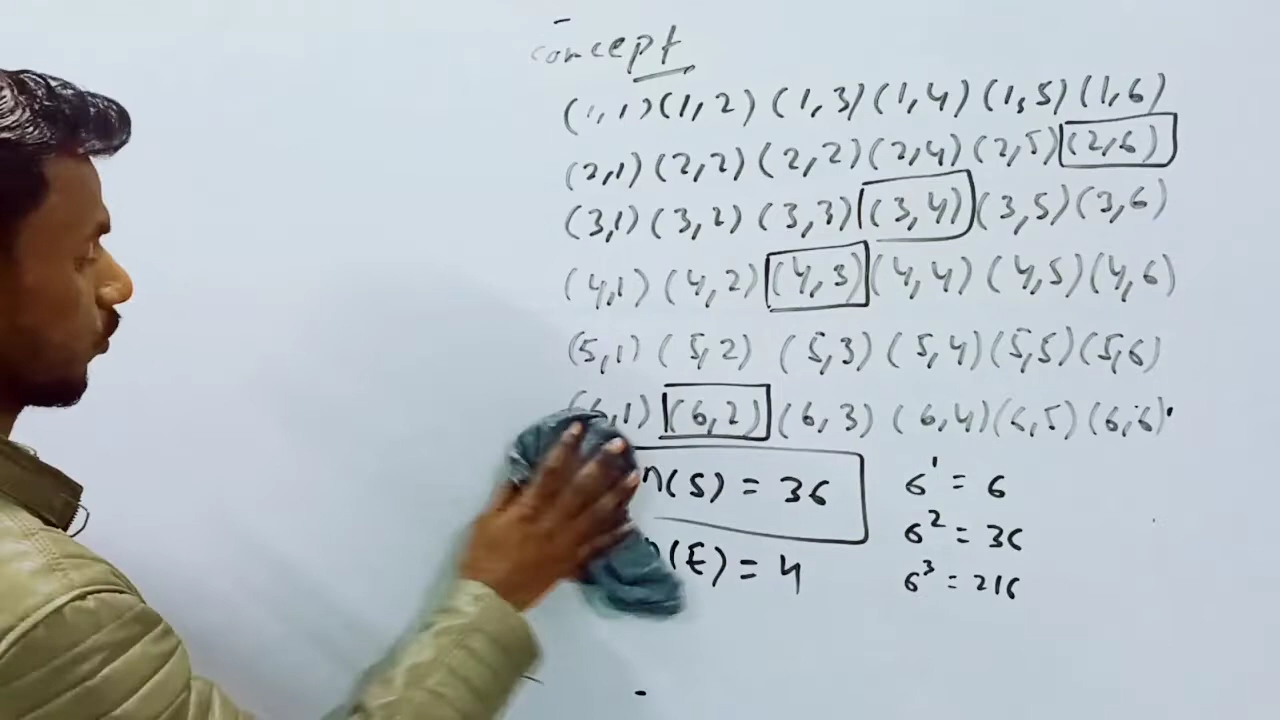 concept
(1,1) (1,2) (1,3) (1,4) (1,5) (1,6)
(2,1) (2,2) (2,2) (2,4) (2,5) (2,6)
(3,1) (3,2) (3,3) (3,4) (3,5) (3,6)
(4,1) (4,2) (4,3) (4,4) (4,5) (4,6)
(5,1) (5,2) (5,3) (5,4) (5,5) (5,6)
(6,1) (6,2) (6,3) (6,4) (6,5) (6,6)
n(S) = 36
(E) = 4
6¹ = 6
6² = 36
6³ = 216